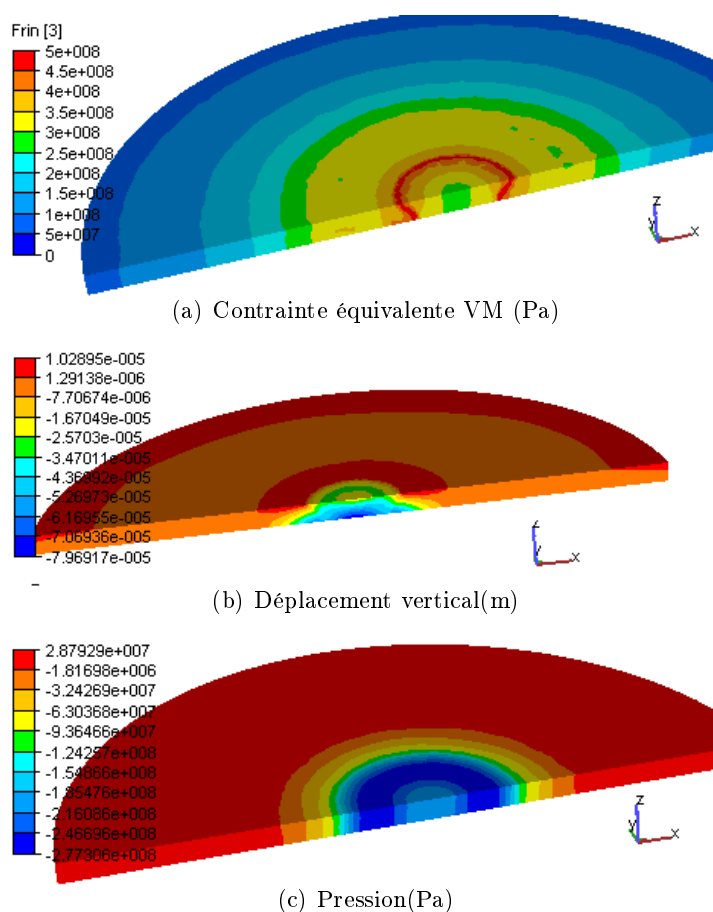 Frin [3]
5e+008
4.5e+008
4e+008
3.5e+008
3e+008
2.5e+008
2e+008
1.5e+008
1e+008
5e+007
0
z
y
x
(a) Contrainte équivalente VM (Pa)
1.02895e-005
1.29138e-006
-7.70674e-006
-1.67049e-005
-2.5703e-005
-3.47011e-005
-4.36992e-005
-5.26973e-005
-6.16955e-005
-7.06936e-005
-7.96917e-005
z
y
x
(b) Déplacement vertical(m)
2.87929e+007
-1.81698e+006
-3.24269e+007
-6.30368e+007
-9.36466e+007
-1.24257e+008
-1.54866e+008
-1.85476e+008
-2.16086e+008
-2.46696e+008
-2.77306e+008
z
y
x
(c) Pression(Pa)